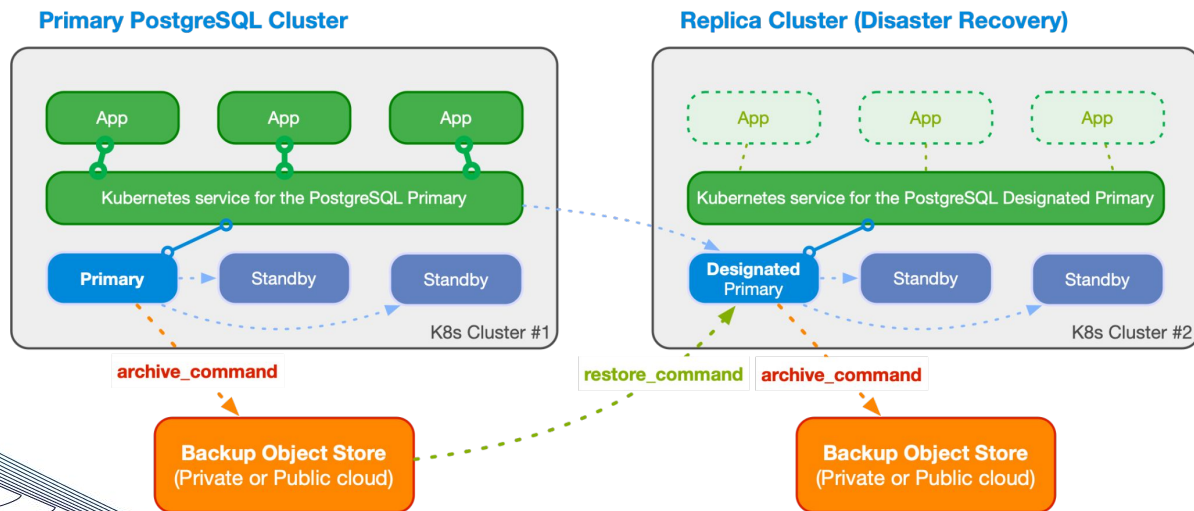 Primary PostgreSQL Cluster
App
App
App
Kubernetes service for the PostgreSQL Primary
Primary
Standby
Standby
K8s Cluster #1
archive_command
Backup Object Store
(Private or Public cloud)
restore_command
Replica Cluster (Disaster Recovery)
App
App
App
Kubernetes service for the PostgreSQL Designated Primary
Designated
Primary
Standby
Standby
K8s Cluster #2
archive_command
Backup Object Store
(Private or Public cloud)